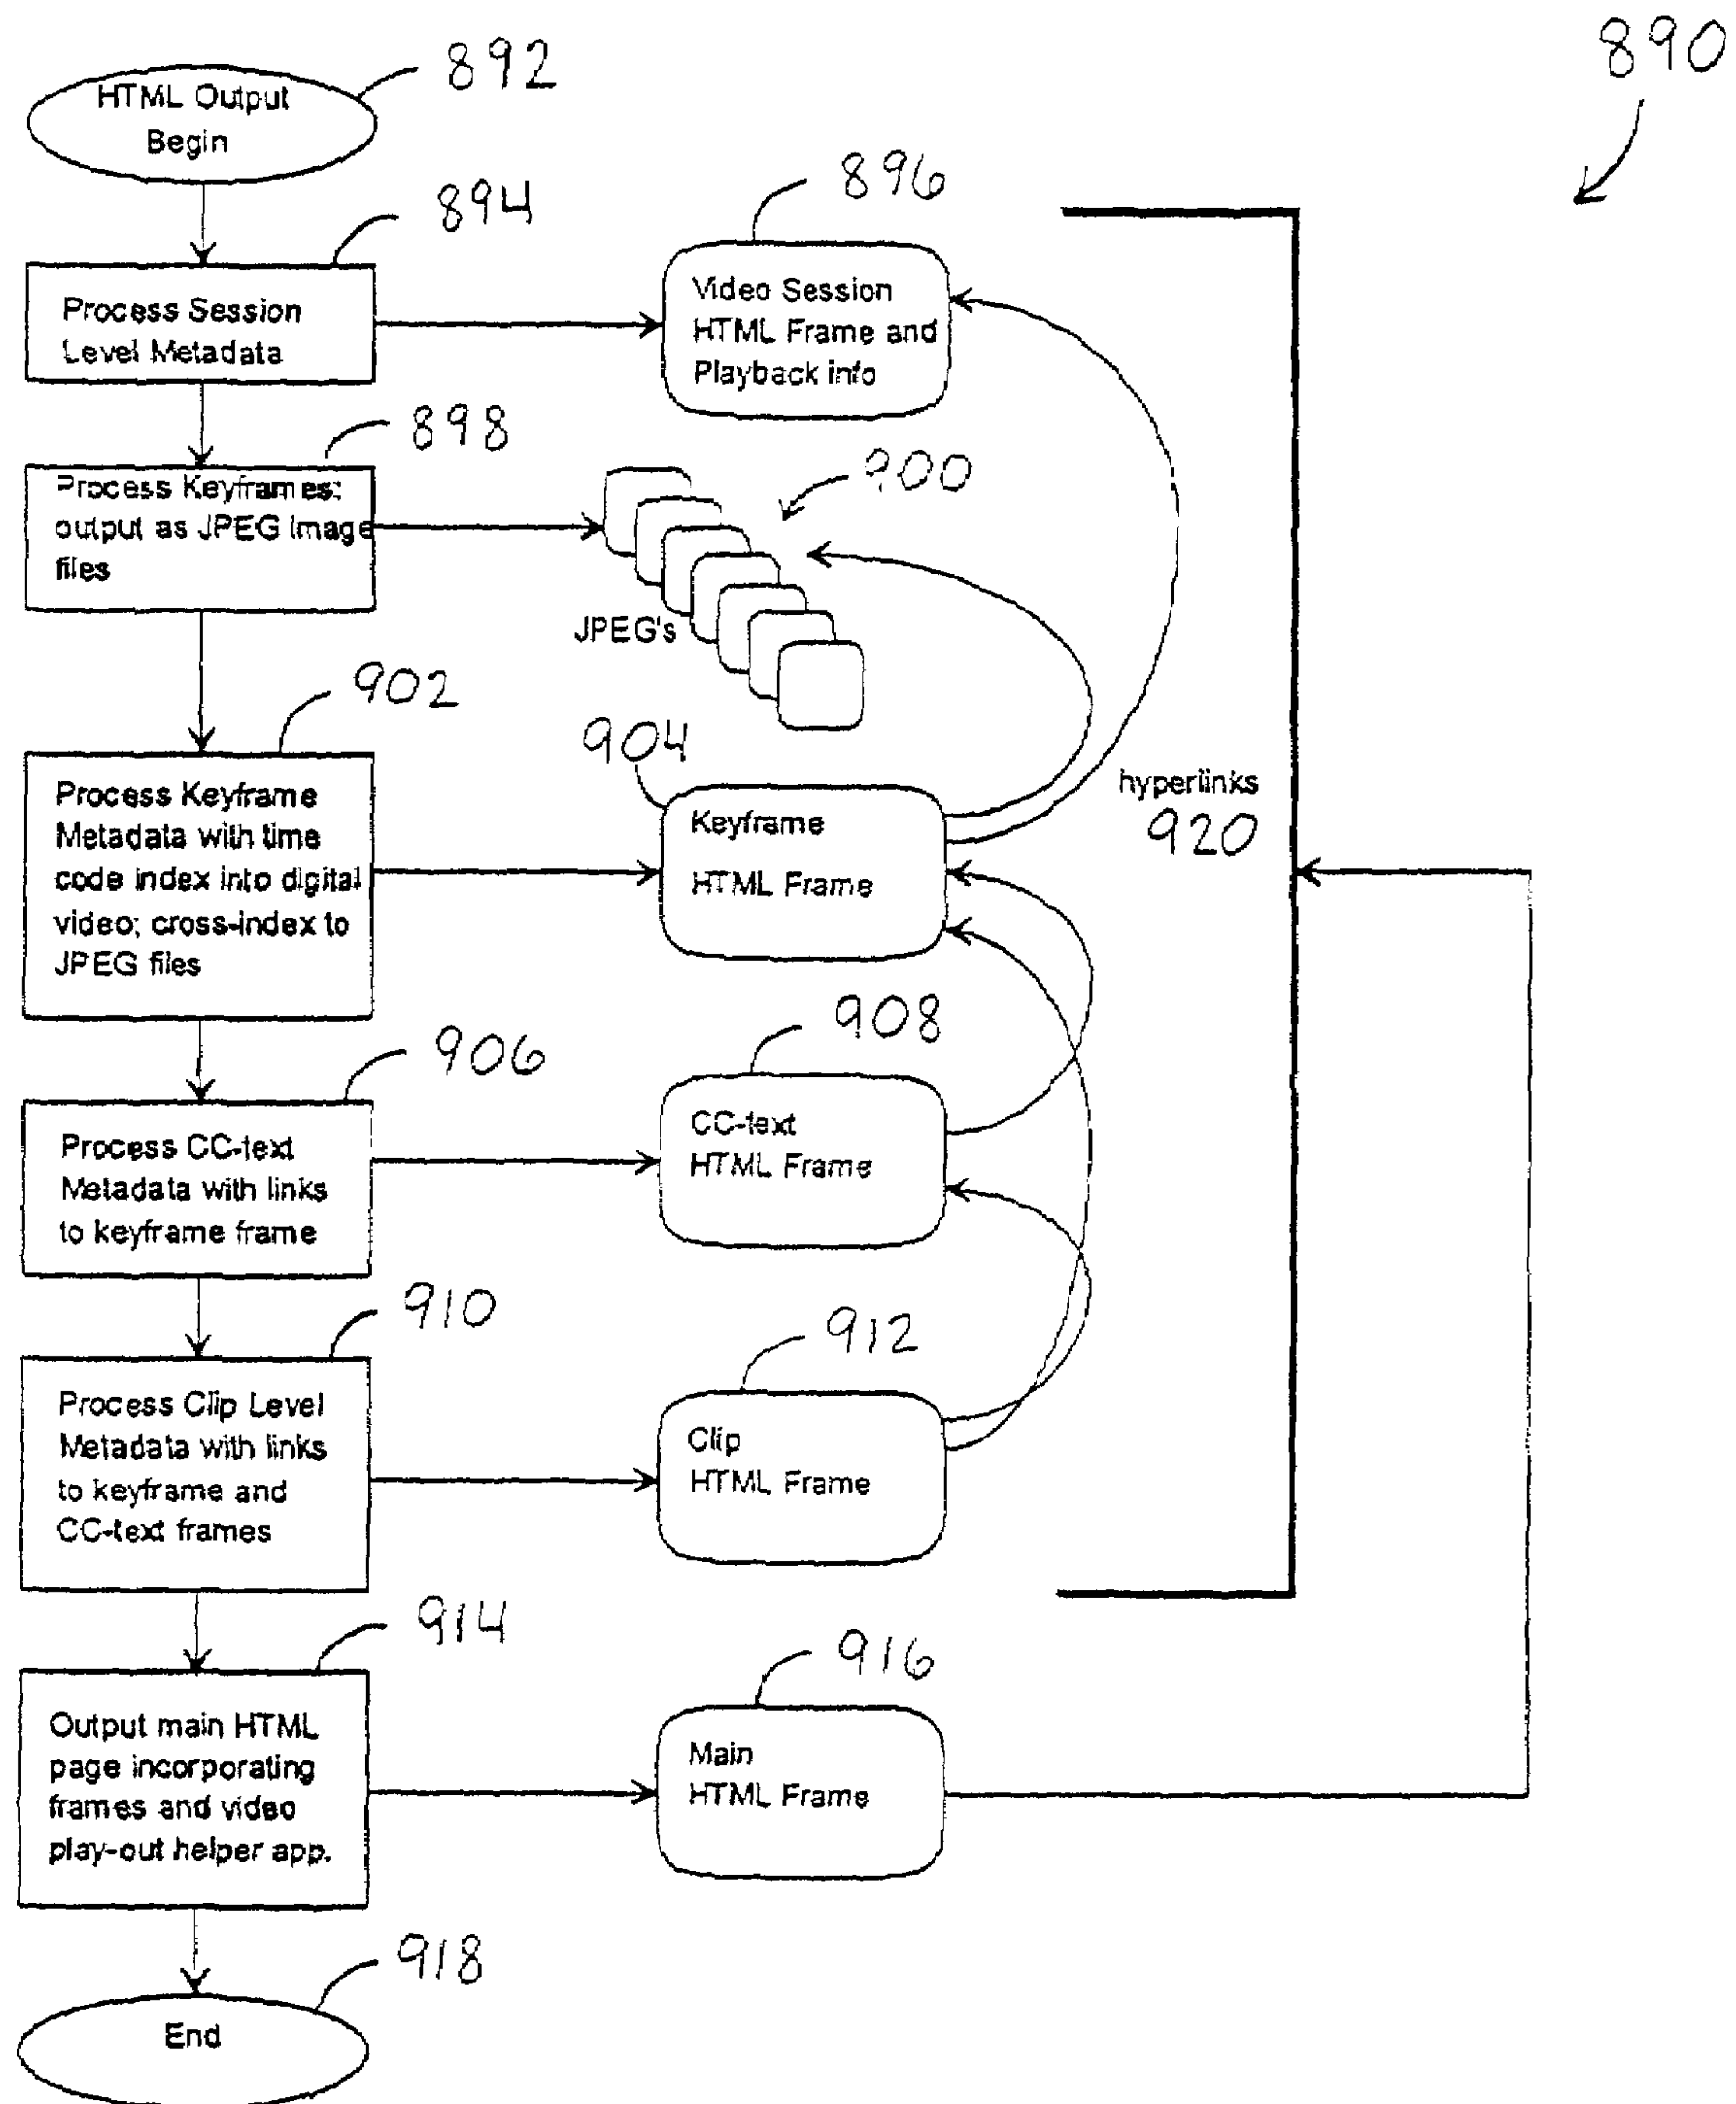 890
892
HTML Output
Begin
894
Process Session
Level Metadata
896
Video Session
HTML Frame and
Playback info
898
Process Keyframes:
output as JPEG image
files
900
JPEG's
902
Process Keyframe
Metadata with time
code index into digital
video; cross-index to
JPEG files
904
Keyframe
HTML Frame
hyperlinks
920
906
Process CC-text
Metadata with links
to keyframe frame
908
CC-text
HTML Frame
910
Process Clip Level
Metadata with links
to keyframe and
CC-text frames
912
Clip
HTML Frame
914
Output main HTML
page incorporating
frames and video
play-out helper app.
916
Main
HTML Frame
918
End